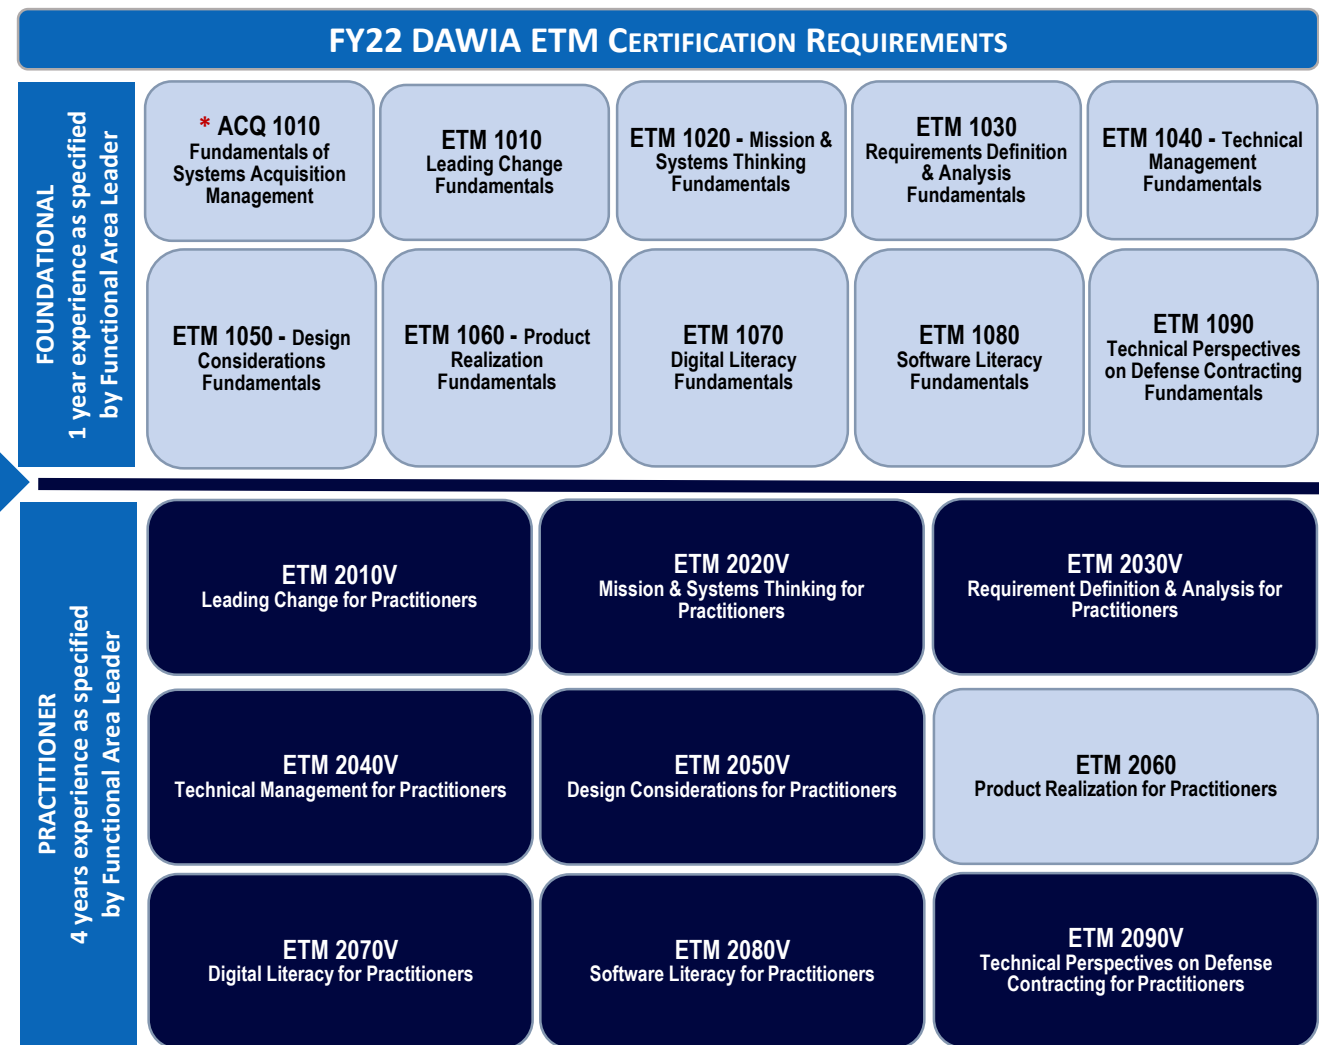 FY22 DAWIA ETM CERTIFICATION REQUIREMENTS
FOUNDATIONAL
1 year experience as specified
by Functional Area Leader
* ACQ 1010
Fundamentals of
Systems Acquisition
Management
ETM 1010
Leading Change
Fundamentals
ETM 1020 - Mission &
Systems Thinking
Fundamentals
ETM 1030
Requirements Definition
& Analysis
Fundamentals
ETM 1040 - Technical
Management
Fundamentals
ETM 1050 - Design
Considerations
Fundamentals
ETM 1060 - Product
Realization
Fundamentals
ETM 1070
Digital Literacy
Fundamentals
ETM 1080
Software Literacy
Fundamentals
ETM 1090
Technical Perspectives
on Defense Contracting
Fundamentals
PRACTITIONER
4 years experience as specified
by Functional Area Leader
ETM 2010V
Leading Change for Practitioners
ETM 2020V
Mission & Systems Thinking for
Practitioners
ETM 2030V
Requirement Definition & Analysis for
Practitioners
ETM 2040V
Technical Management for Practitioners
ETM 2050V
Design Considerations for Practitioners
ETM 2060
Product Realization for Practitioners
ETM 2070V
Digital Literacy for Practitioners
ETM 2080V
Software Literacy for Practitioners
ETM 2090V
Technical Perspectives on Defense
Contracting for Practitioners